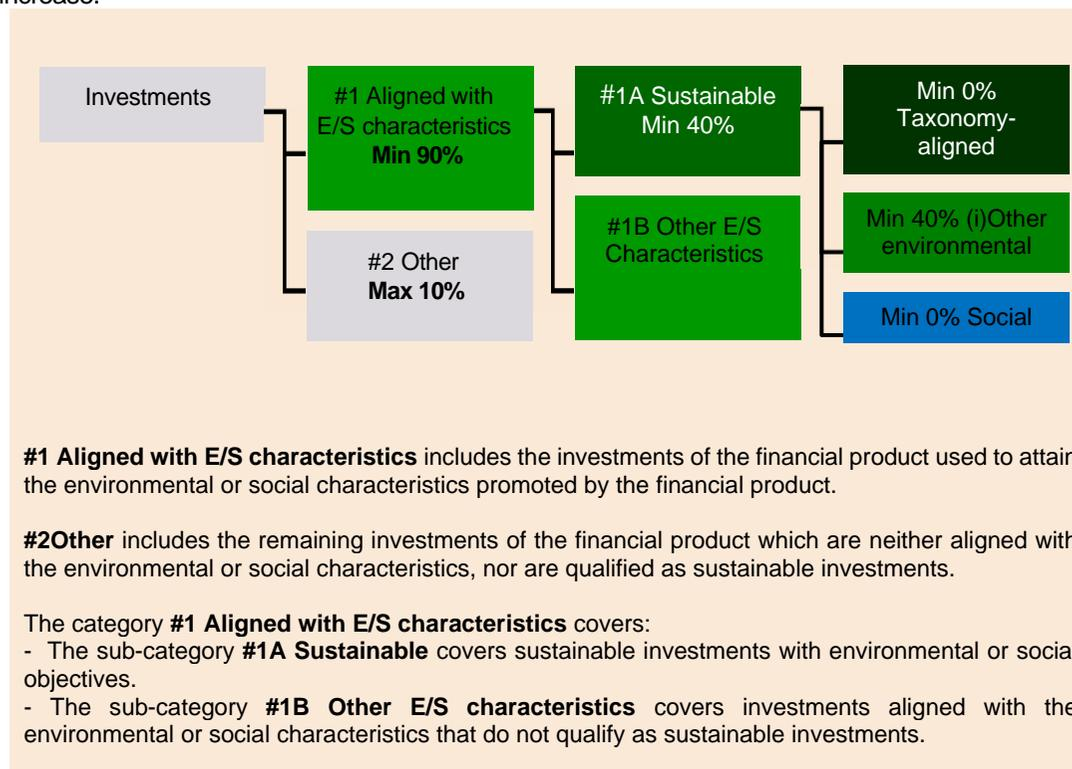 increase.
Investments
#1 Aligned with
E/S characteristics
Min 90%
#2 Other
Max 10%
#1A Sustainable
Min 40%
#1B Other E/S
Characteristics
Min 0%
Taxonomy-
aligned
Min 40% (i)Other
environmental
Min 0% Social
#1 Aligned with E/S characteristics includes the investments of the financial product used to attain
the environmental or social characteristics promoted by the financial product.
#2Other includes the remaining investments of the financial product which are neither aligned with
the environmental or social characteristics, nor are qualified as sustainable investments.
The category #1 Aligned with E/S characteristics covers:
- The sub-category #1A Sustainable covers sustainable investments with environmental or social
objectives.
- The sub-category #1B Other E/S characteristics covers investments aligned with the
environmental or social characteristics that do not qualify as sustainable investments.